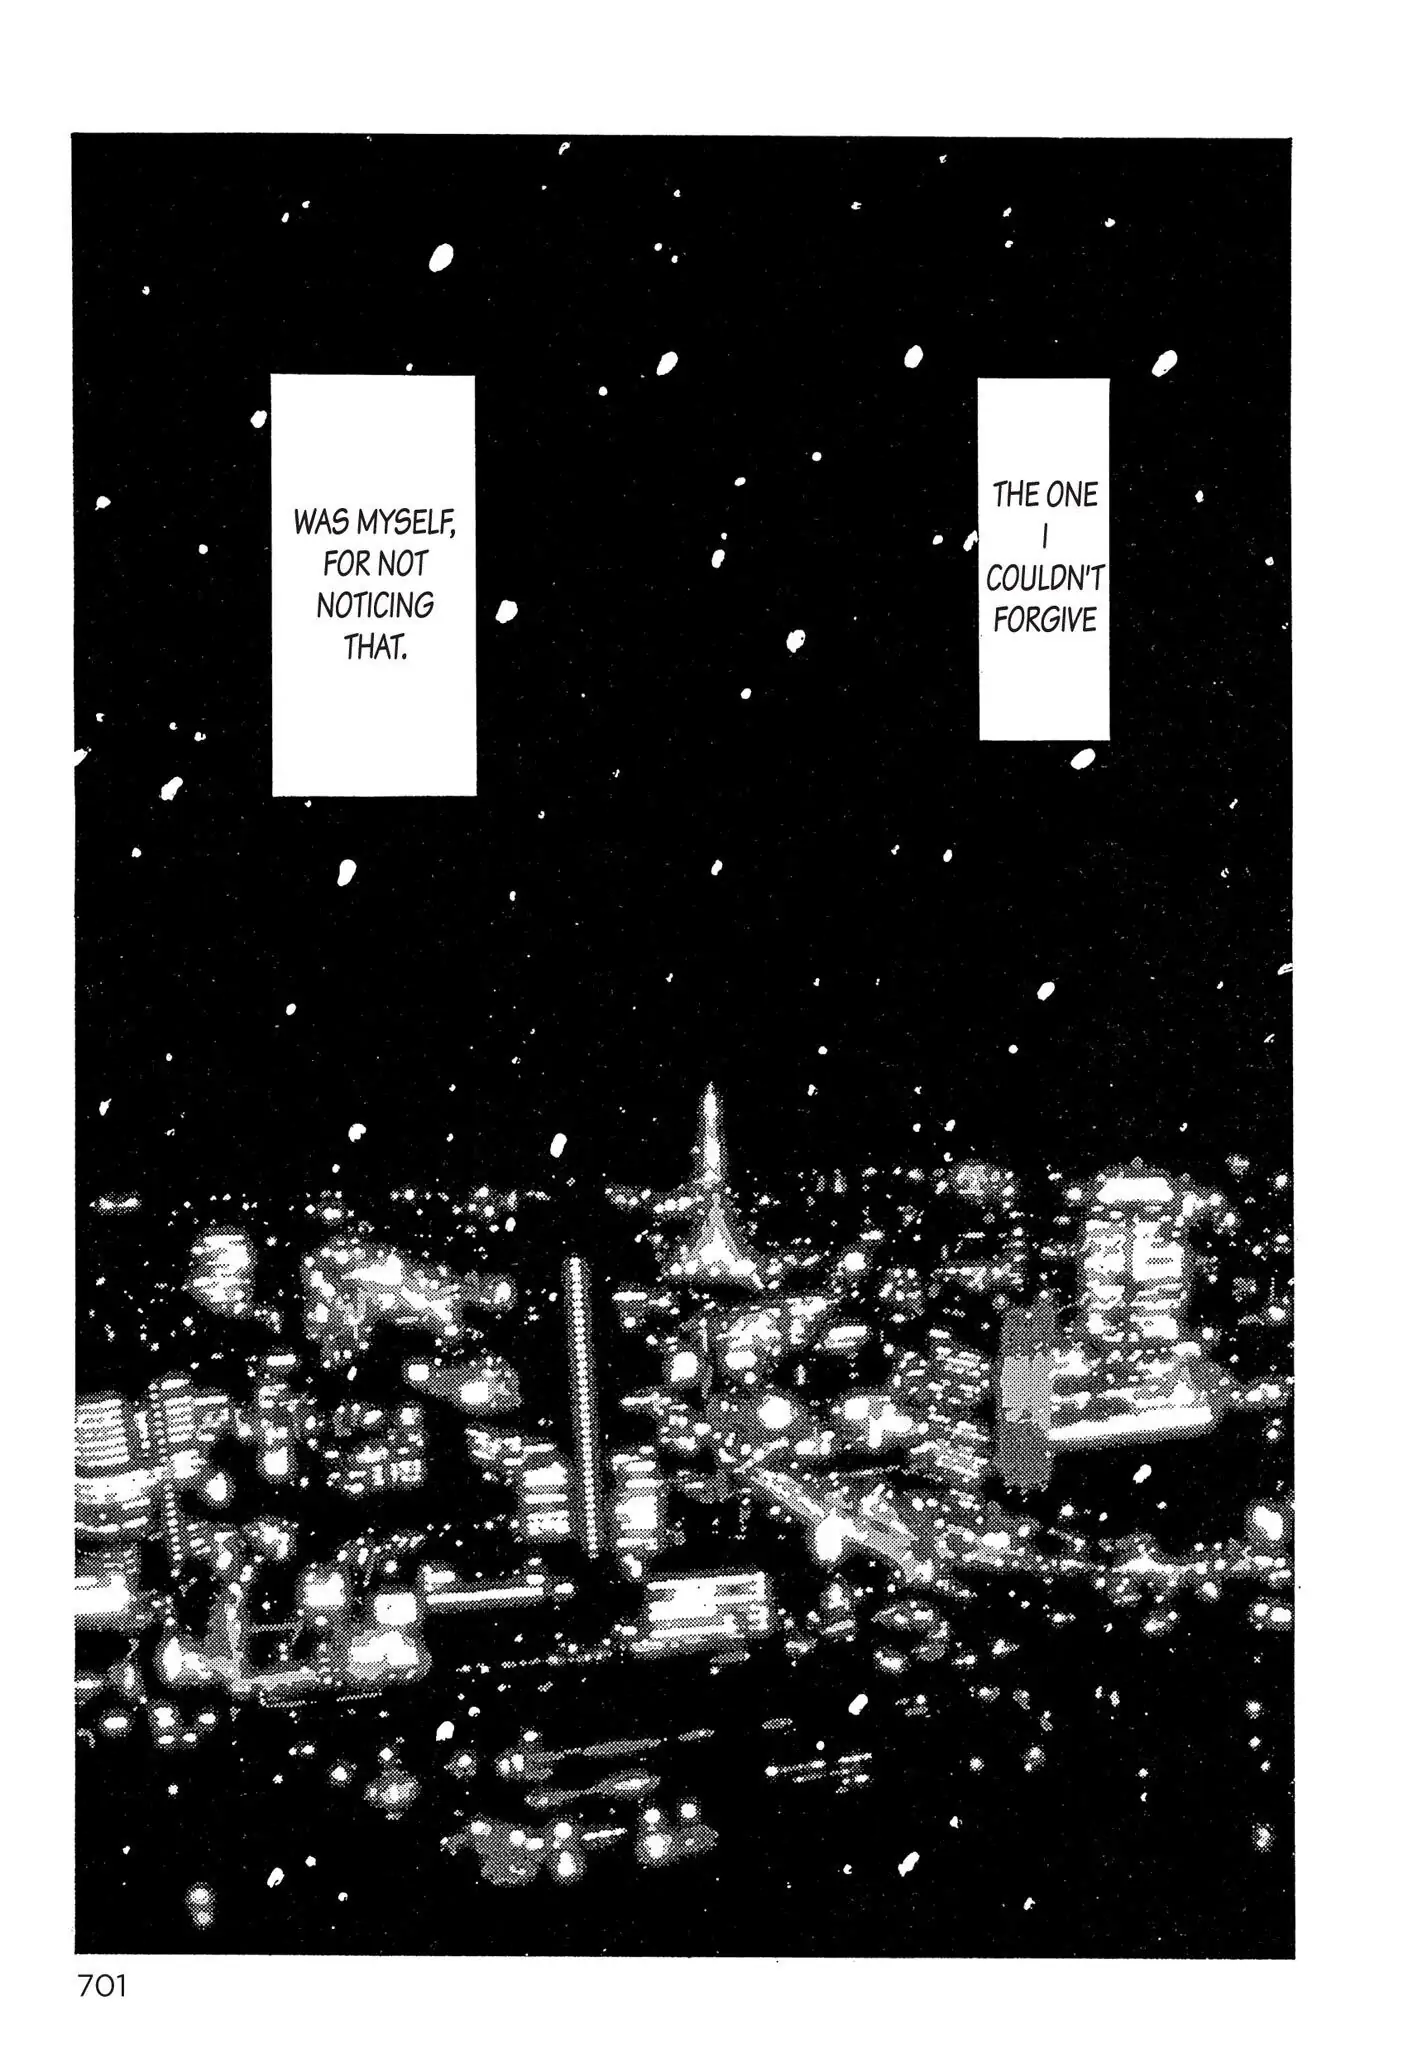 THE ONE
I
COULDN'T
FORGIVE
WAS MYSELF,
FOR NOT
NOTICING
THAT.
701